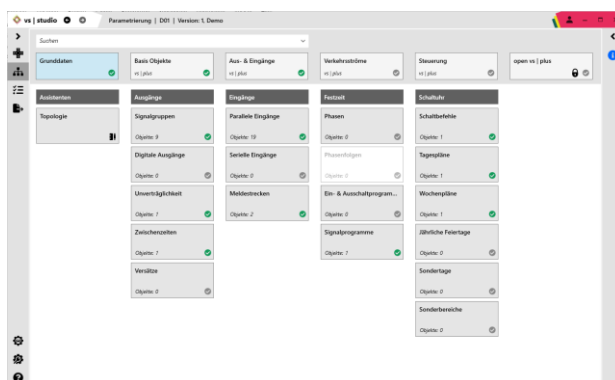 vs | studio
Parametrierung | D01 | Version: 1, Demo
Suchen
Grunddaten
Basis Objekte
vs | plus
Aus- & Eingänge
vs | plus
Verkehrsströme
vs | plus
Steuerung
vs | plus
open vs | plus
Assistenten
Ausgänge
Eingänge
Festzeit
Schaltuhr
Topologie
Signalgruppen
Objekte: 9
Parallele Eingänge
Objekte: 19
Phasen
Objekte: 0
Schaltbefehle
Objekte: 1
Digitale Ausgänge
Objekte: 0
Serielle Eingänge
Objekte: 0
Phasenfolgen
Objekte: 0
Tagespläne
Objekte: 1
Unverträglichkeit
Objekte: 1
Meldestrecken
Objekte: 2
Ein- & Ausschaltprogram...
Objekte: 0
Wochenpläne
Objekte: 1
Zwischenzeiten
Objekte: 1
Signalprogramme
Objekte: 1
Jährliche Feiertage
Objekte: 0
Versätze
Objekte: 0
Sondertage
Objekte: 0
Sonderbereiche
Objekte: 0